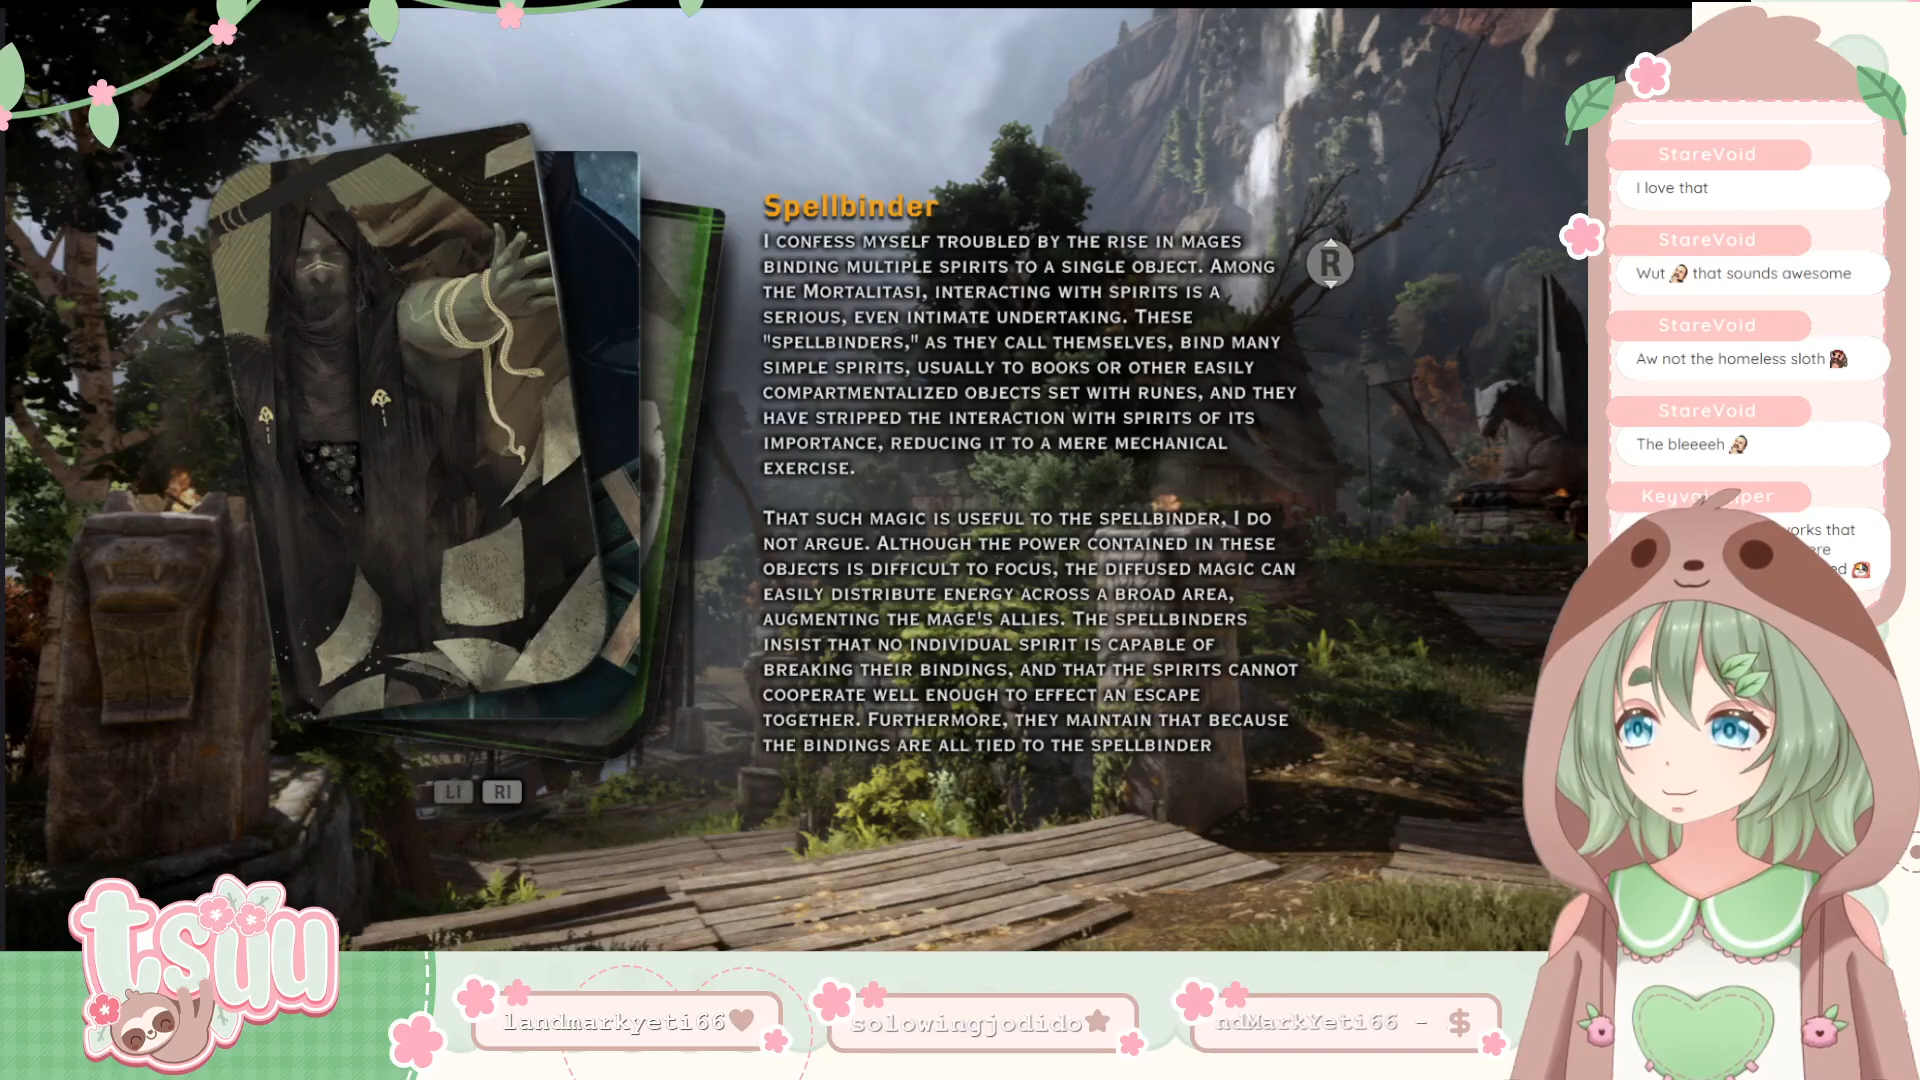 Spellbinder
I CONFESS MYSELF TROUBLED BY THE RISE IN MAGES
BINDING MULTIPLE SPIRITS TO A SINGLE OBJECT. AMONG
THE MORTALITASI, INTERACTING WITH SPIRITS IS A
SERIOUS, EVEN INTIMATE UNDERTAKING. THESE
"SPELLBINDERS," AS THEY CALL THEMSELVES, BIND MANY
SIMPLE SPIRITS, USUALLY TO BOOKS OR OTHER EASILY
COMPARTMENTALIZED OBJECTS SET WITH RUNES, AND THEY
HAVE STRIPPED THE INTERACTION WITH SPIRITS OF ITS
IMPORTANCE, REDUCING IT TO A MERE MECHANICAL
EXERCISE.
THAT SUCH MAGIC IS USEFUL TO THE SPELLBINDER, I DO
NOT ARGUE. ALTHOUGH THE POWER CONTAINED IN THESE
OBJECTS IS DIFFICULT TO FOCUS, THE DIFFUSED MAGIC CAN
EASILY DISTRIBUTE ENERGY ACROSS A BROAD AREA,
AUGMENTING THE MAGE'S ALLIES. THE SPELLBINDERS
INSIST THAT NO INDIVIDUAL SPIRIT IS CAPABLE OF
BREAKING THEIR BINDINGS, AND THAT THE SPIRITS CANNOT
COOPERATE WELL ENOUGH TO EFFECT AN ESCAPE
TOGETHER. FURTHERMORE, THEY MAINTAIN THAT BECAUSE
THE BINDINGS ARE ALL TIED TO THE SPELLBINDER
R
L1 R1
StareVoid
I love that
StareVoid
Wut that sounds awesome
StareVoid
Aw not the homeless sloth
StareVoid
The bleeeeh
tsuu
landmarkyeti66
solowingjodido
ndMarkYeti66 - $